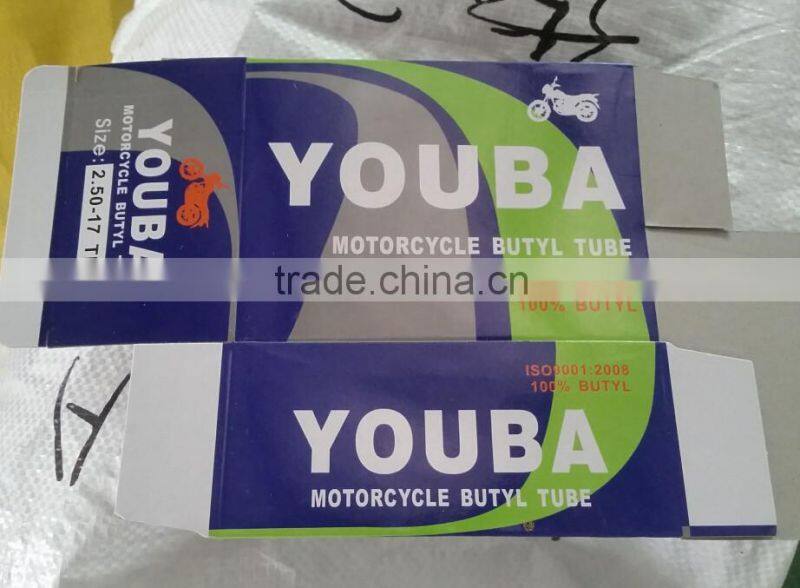 YOUBA
MOTORCYCLE BUTYL
Size: 2.50-17
YOUBA
MOTORCYCLE BUTYL TUBE
trade.china.cn
100% BUTYL
ISO9001:2008
100% BUTYL
YOUBA
MOTORCYCLE BUTYL TUBE